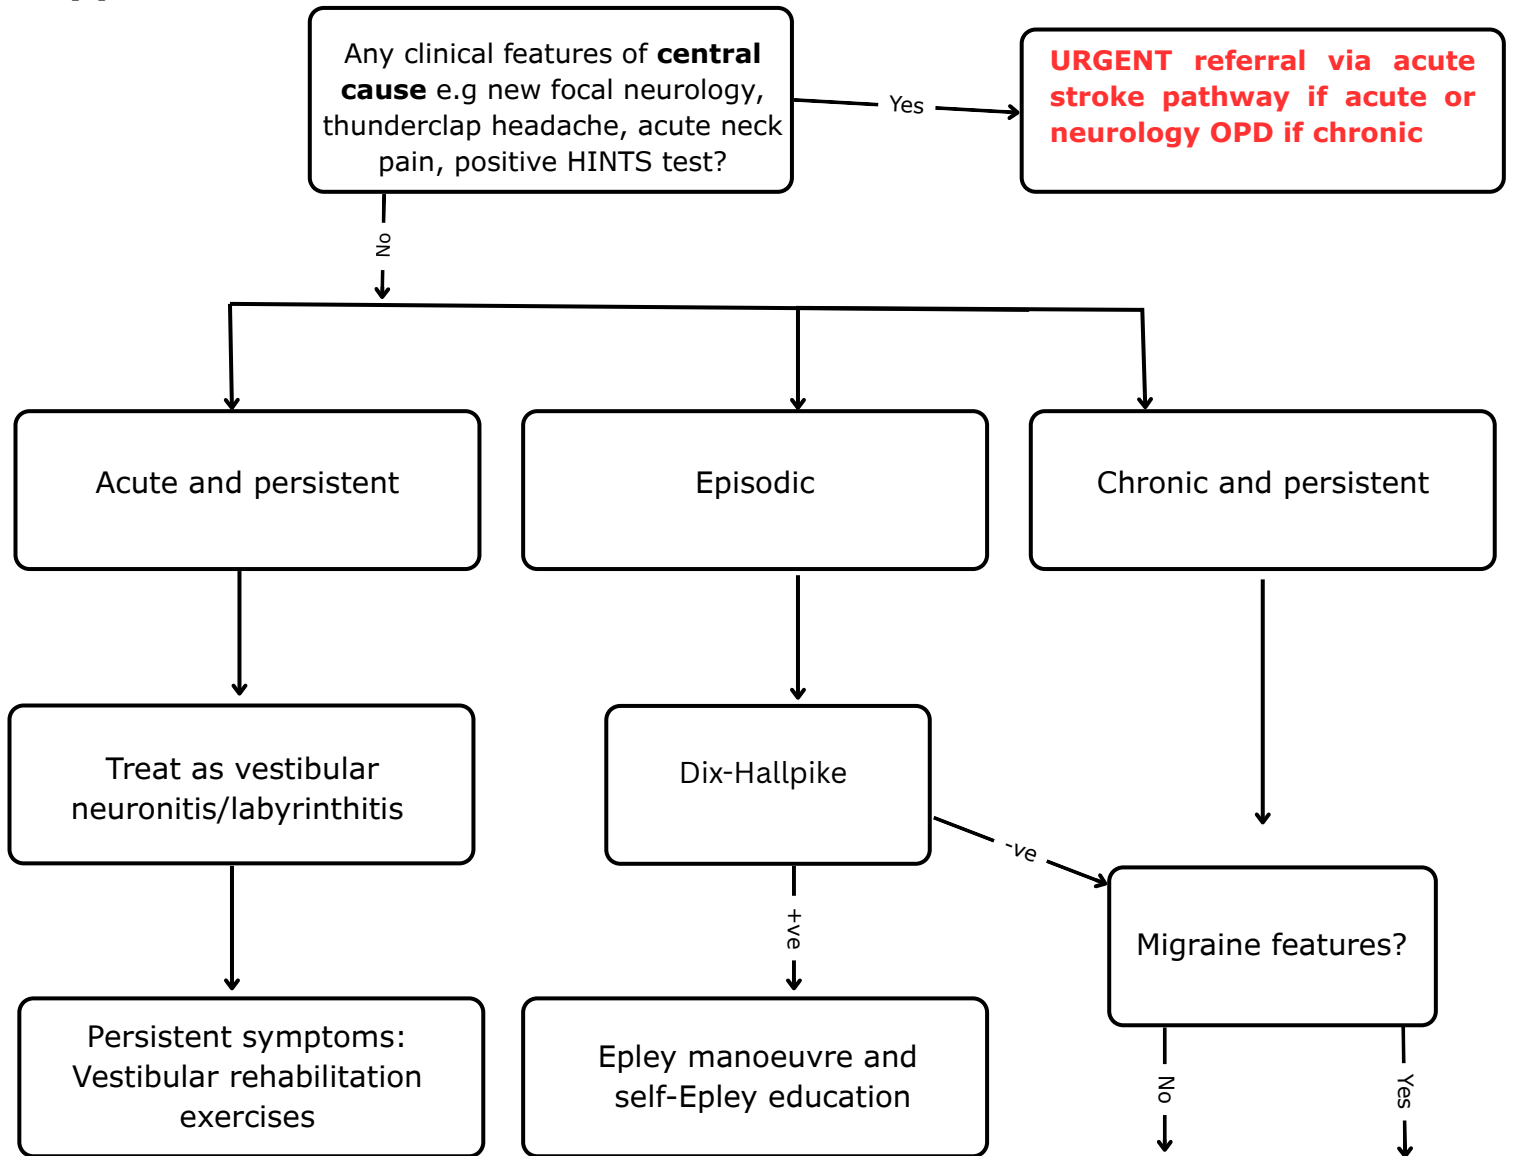 Any clinical features of central
cause e.g new focal neurology,
thunderclap headache, acute neck
pain, positive HINTS test?
Yes
URGENT referral via acute
stroke pathway if acute or
neurology OPD if chronic
No
Acute and persistent
Episodic
Chronic and persistent
Treat as vestibular
neuronitis/labyrinthitis
Dix-Hallpike
-ve
+ve
Migraine features?
Persistent symptoms:
Vestibular rehabilitation
exercises
Epley manoeuvre and
self-Epley education
No
Yes